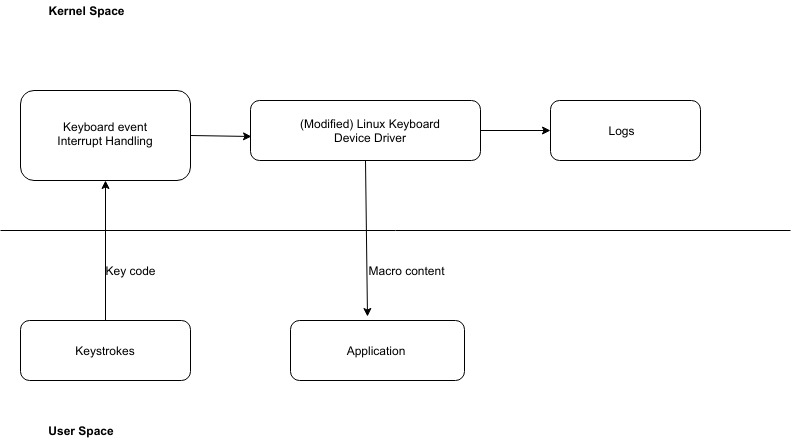 Kernel Space
Keyboard event
Interrupt Handling
(Modified) Linux Keyboard
Device Driver
Logs
Key code
Macro content
Keystrokes
Application
User Space